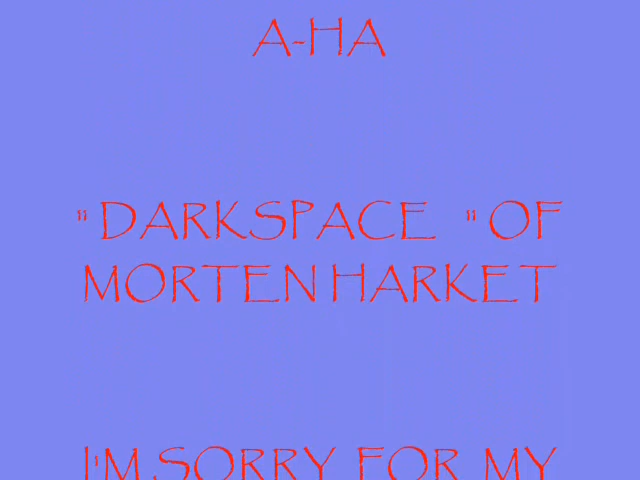 A-HA
" DARKSPACE " OF
MORTEN HARKET
I'M SORRY FOR MY